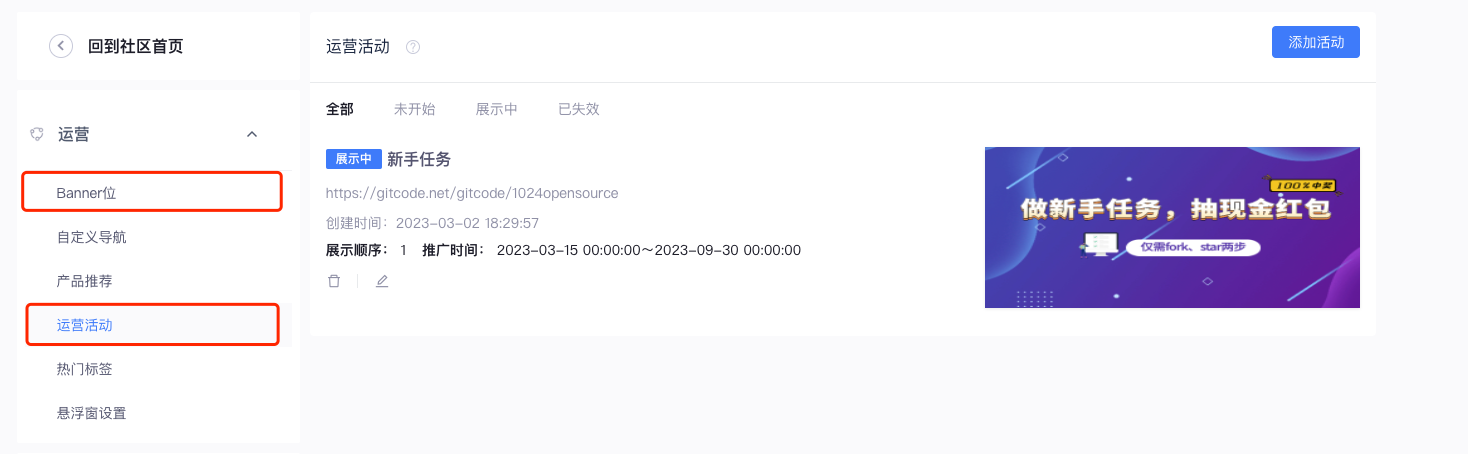 回到社区首页
运营
Banner位
自定义导航
产品推荐
运营活动
热门标签
悬浮窗设置
运营活动
添加活动
全部 未开始 展示中 已失效
展示中 新手任务
https://gitcode.net/gitcode/1024opensource
创建时间：2023-03-02 18:29:57
展示顺序： 1 推广时间： 2023-03-15 00:00:00～2023-09-30 00:00:00
100%中奖
做新手任务，抽现金红包
仅需fork、star两步